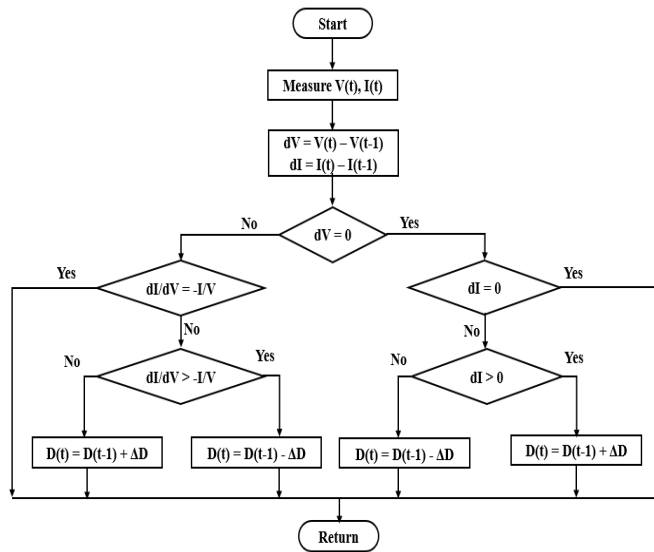 Start
Measure V(t), I(t)
dV = V(t) – V(t-1)
dI = I(t) – I(t-1)
No
Yes
dV = 0
Yes
dI/dV = -I/V
dI = 0
Yes
No
No
No
dI/dV > -I/V
Yes
No
dI > 0
Yes
D(t) = D(t-1) + ΔD
D(t) = D(t-1) - ΔD
D(t) = D(t-1) - ΔD
D(t) = D(t-1) + ΔD
Return